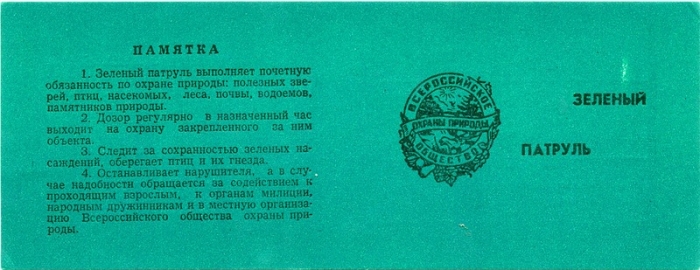 ПАМЯТКА
1. Зеленый патруль выполняет почетную
обязанность по охране природы: полезных зве-
рей, птиц, насекомых, леса, почвы, водоемов,
памятников природы.
2. Дозор регулярно в назначенный час
выходит на охрану закрепленного за ним
объекта.
3. Следит за сохранностью зеленых на-
саждений, оберегает птиц и их гнезда.
4. Останавливает нарушителя, а в слу-
чае надобности обращается за содействием к
проходящим взрослым, к органам милиции,
народным дружинникам и в местную организа-
цию Всероссийского общества охраны при-
роды.
ВСЕРОССИЙСКОЕ
ОХРАНЫ ПРИРОДЫ
ОБЩЕСТВО
ЗЕЛЕНЫЙ
ПАТРУЛЬ